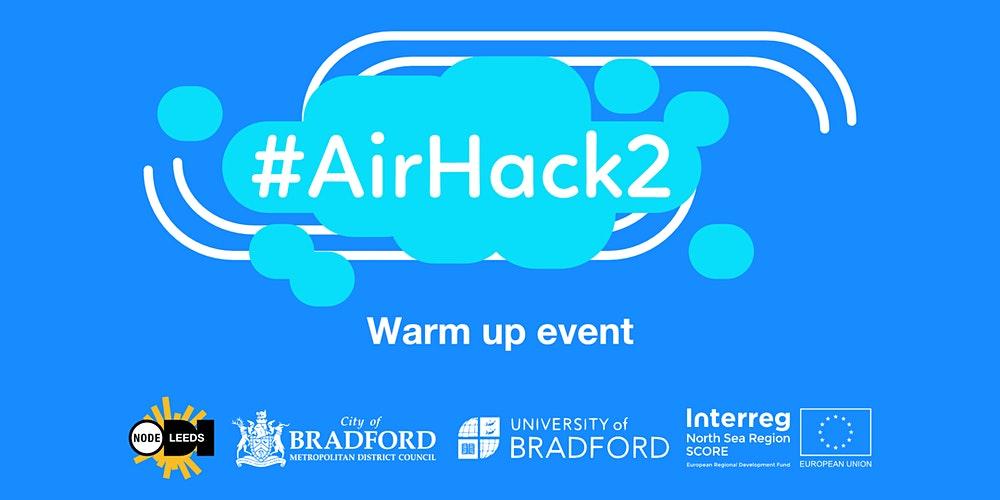 #AirHack2
Warm up event
NODE LEEDS
City of
BRADFORD
METROPOLITAN DISTRICT COUNCIL
UNIVERSITY of
BRADFORD
Interreg
North Sea Region
SCORE
European Regional Development Fund
EUROPEAN UNION